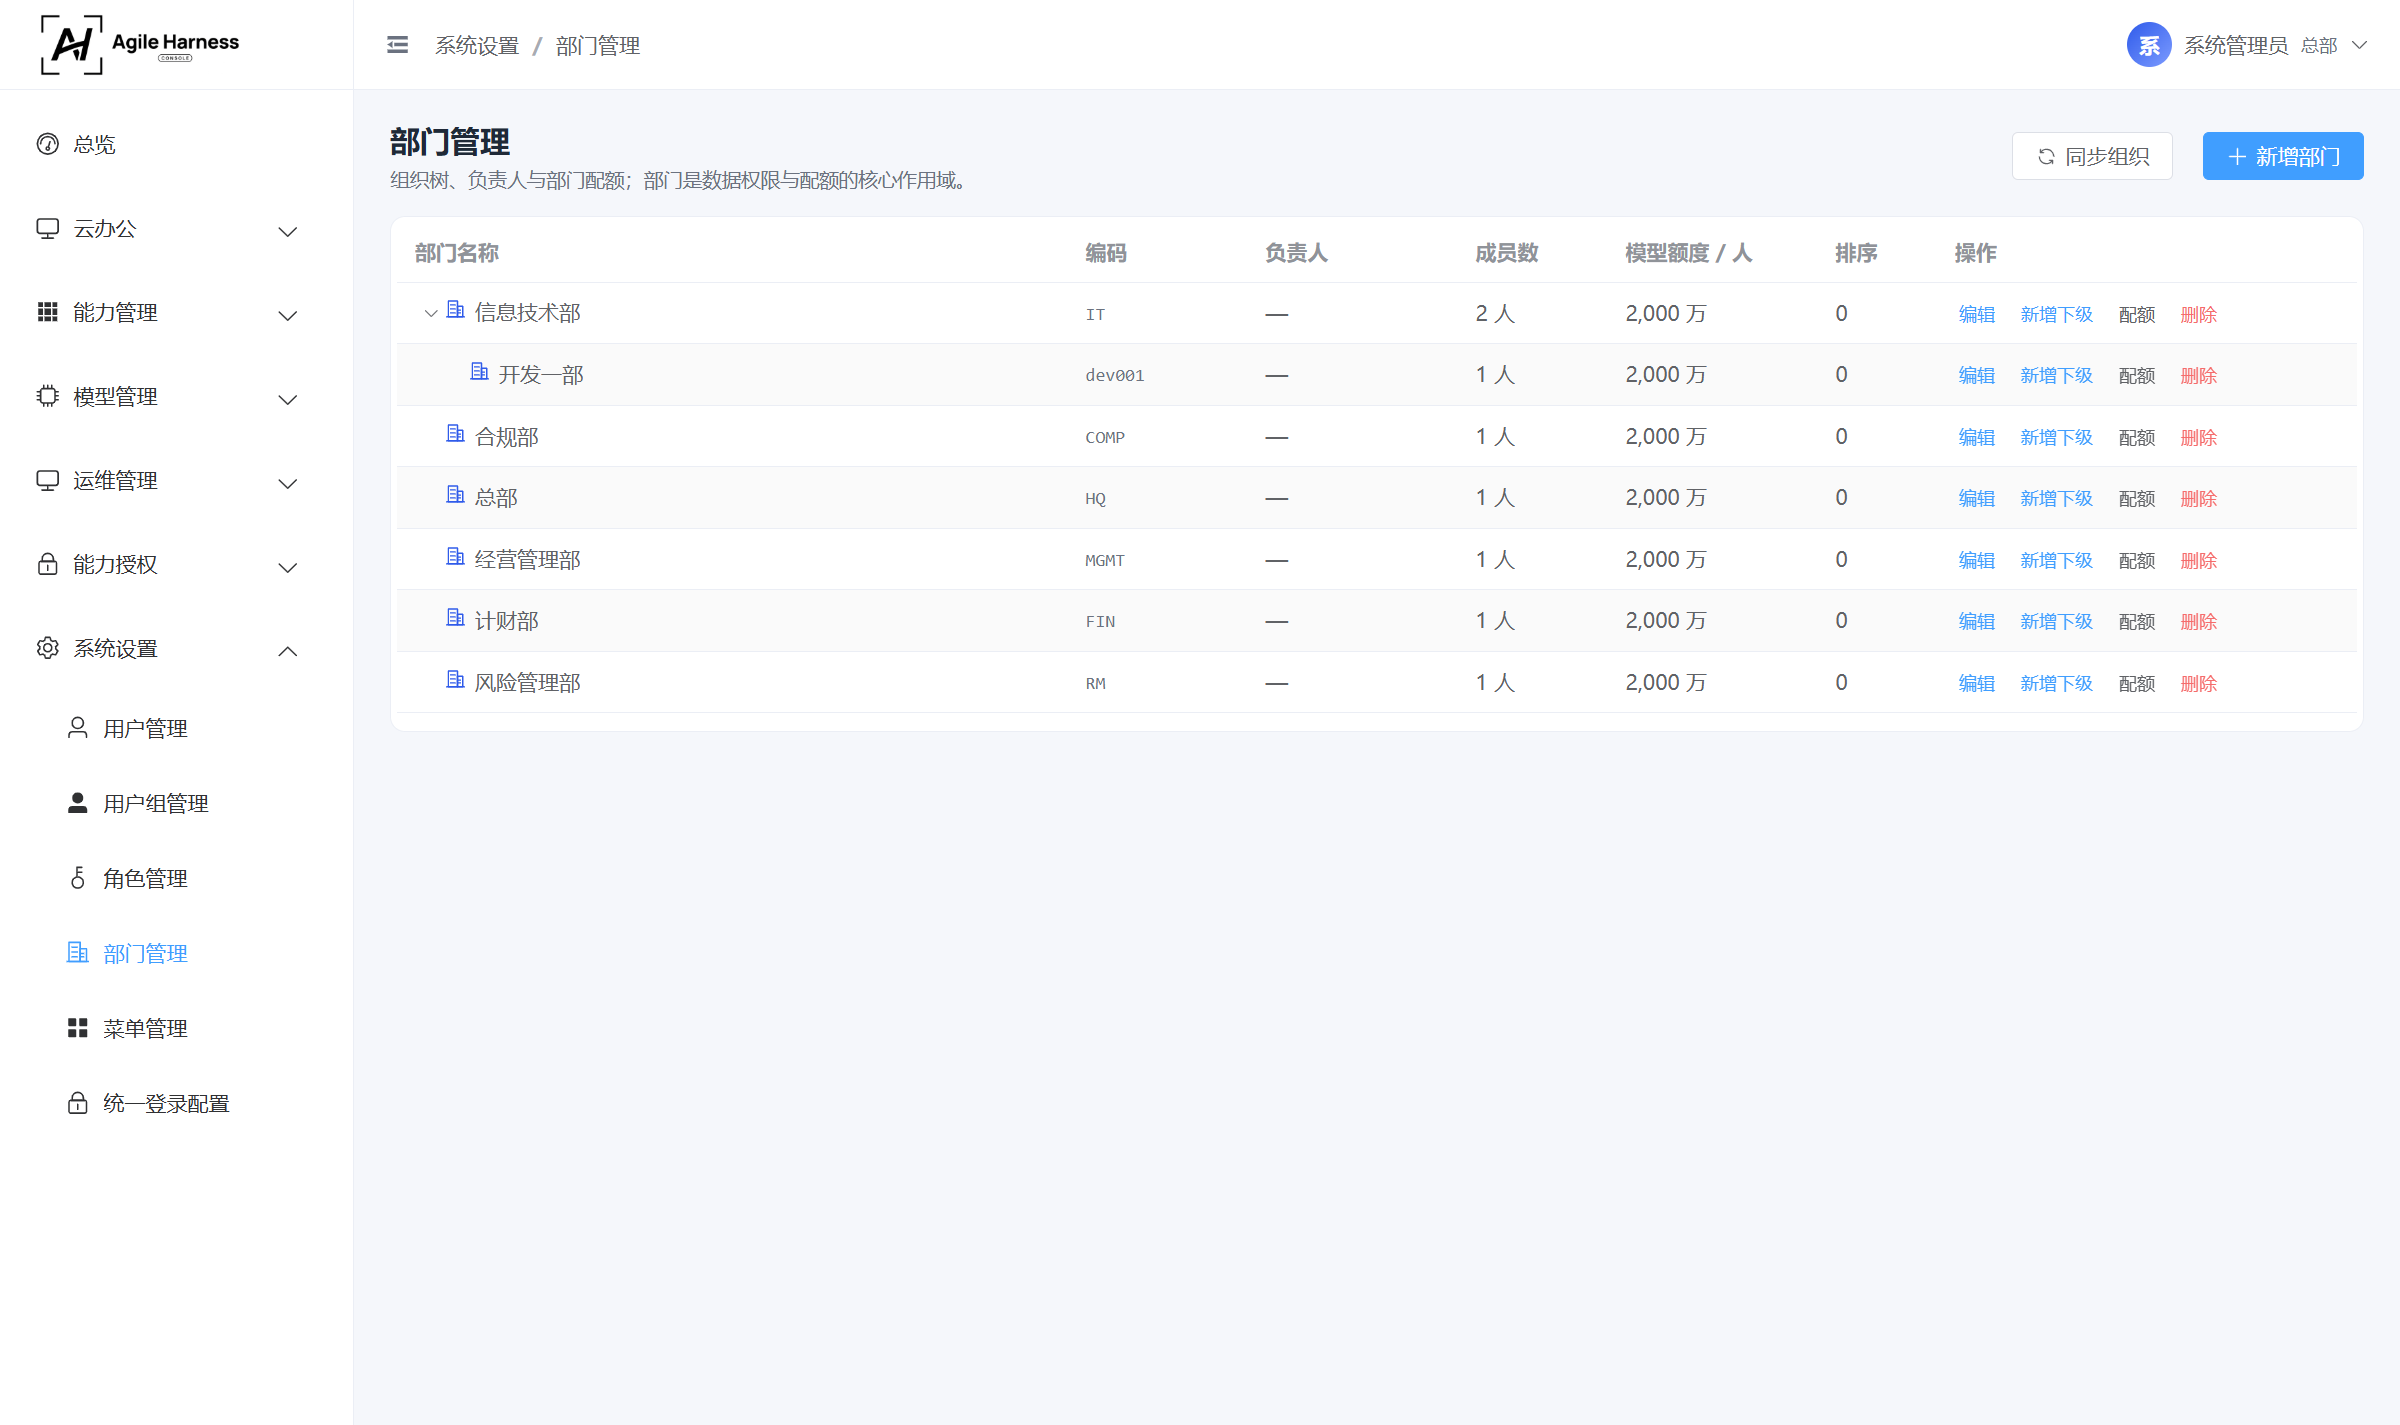 Agile Harness
CONSOLE
系统设置 / 部门管理
系 系统管理员 总部
总览
云办公
能力管理
模型管理
运维管理
能力授权
系统设置
用户管理
用户组管理
角色管理
部门管理
菜单管理
统一登录配置
部门管理
组织树、负责人与部门配额；部门是数据权限与配额的核心作用域。
同步组织
新增部门
部门名称 编码 负责人 成员数 模型额度 / 人 排序 操作
信息技术部 IT — 2 人 2,000 万 0 编辑 新增下级 配额 删除
开发一部 dev001 — 1 人 2,000 万 0 编辑 新增下级 配额 删除
合规部 COMP — 1 人 2,000 万 0 编辑 新增下级 配额 删除
总部 HQ — 1 人 2,000 万 0 编辑 新增下级 配额 删除
经营管理部 MGMT — 1 人 2,000 万 0 编辑 新增下级 配额 删除
计财部 FIN — 1 人 2,000 万 0 编辑 新增下级 配额 删除
风险管理部 RM — 1 人 2,000 万 0 编辑 新增下级 配额 删除